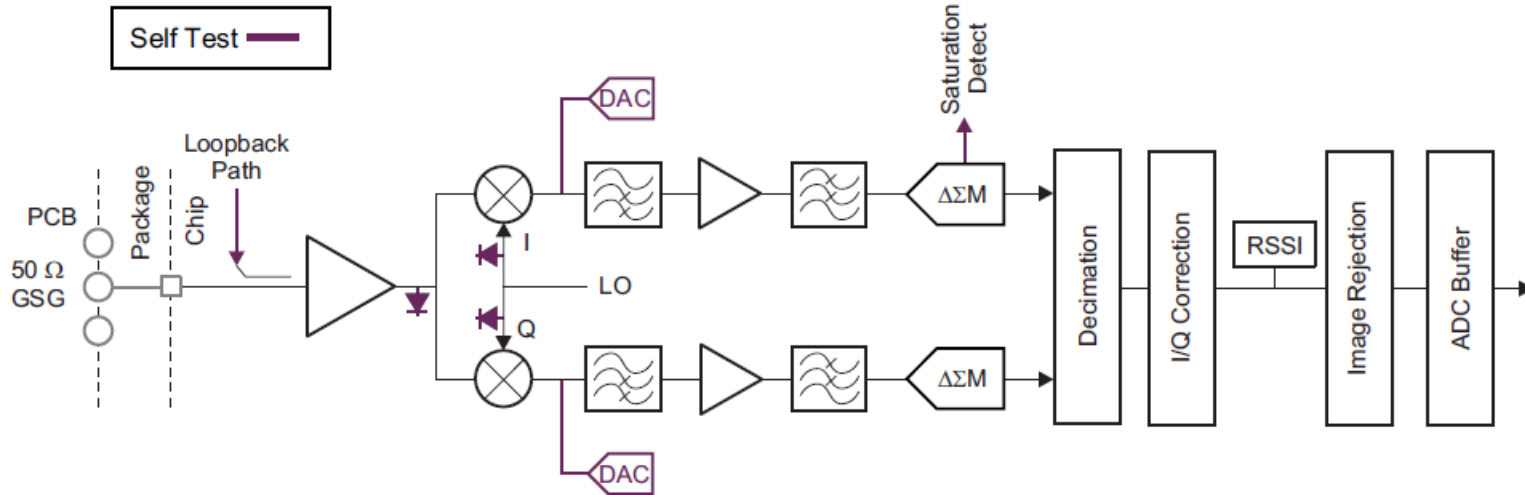 Self Test
DAC
Saturation
Detect
Loopback
Path
PCB
Package
Chip
50 Ω
GSG
I
LO
Q
ΔΣM
ΔΣM
DAC
Decimation
I/Q Correction
RSSI
Image Rejection
ADC Buffer